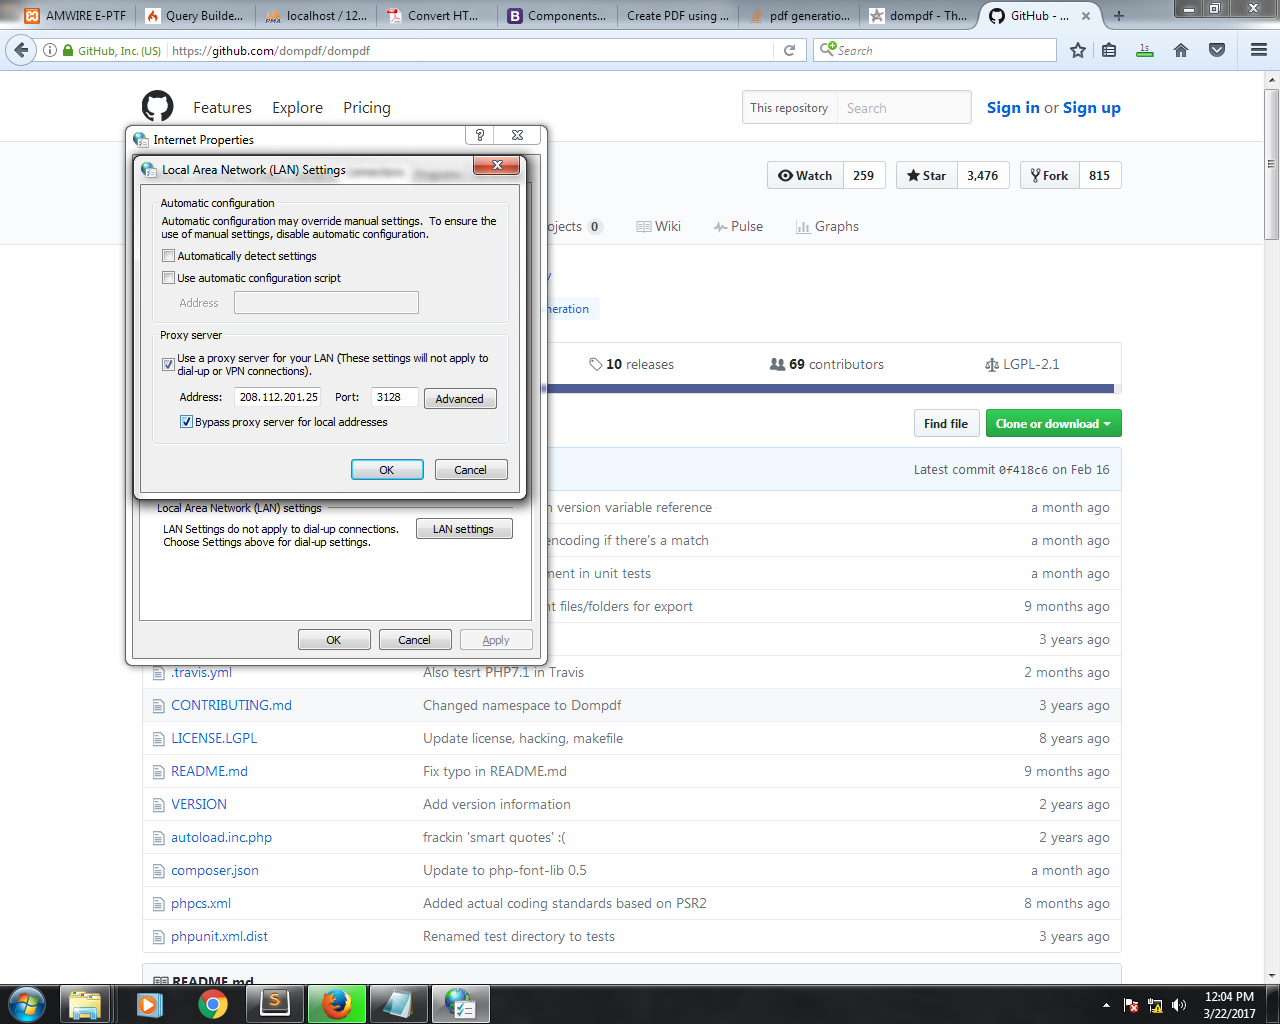 AMWIRE E-PTF
Query Builde...
localhost / 12...
Convert HT...
Components...
Create PDF using ...
pdf generatio...
dompdf - Th...
GitHub - ...
GitHub, Inc. (US)
https://github.com/dompdf/dompdf
Search
1s
Features
Explore
Pricing
This repository
Search
Sign in or Sign up
Internet Properties
Local Area Network (LAN) Settings
Watch
259
Star
3,476
Fork
815
Automatic configuration
Automatic configuration may override manual settings. To ensure the
use of manual settings, disable automatic configuration.
ojects 0
Wiki
Pulse
Graphs
Automatically detect settings
Use automatic configuration script
Address
neration
Proxy server
Use a proxy server for your LAN (These settings will not apply to
dial-up or VPN connections).
10 releases
69 contributors
LGPL-2.1
Address:
208.112.201.25
Port:
3128
Advanced
Bypass proxy server for local addresses
Find file
Clone or download
OK
Cancel
Latest commit 0f418c6 on Feb 16
Local Area Network (LAN) settings
n version variable reference
a month ago
LAN Settings do not apply to dial-up connections.
Choose Settings above for dial-up settings.
LAN settings
encoding if there's a match
a month ago
ment in unit tests
a month ago
nt files/folders for export
9 months ago
OK
Cancel
Apply
3 years ago
.travis.yml
Also tesrt PHP7.1 in Travis
2 months ago
CONTRIBUTING.md
Changed namespace to Dompdf
3 years ago
LICENSE.LGPL
Update license, hacking, makefile
8 years ago
README.md
Fix typo in README.md
9 months ago
VERSION
Add version information
2 years ago
autoload.inc.php
frackin 'smart quotes' :(
2 years ago
composer.json
Update to php-font-lib 0.5
a month ago
phpcs.xml
Added actual coding standards based on PSR2
8 months ago
phpunit.xml.dist
Renamed test directory to tests
3 years ago
README.md
12:04 PM
3/22/2017